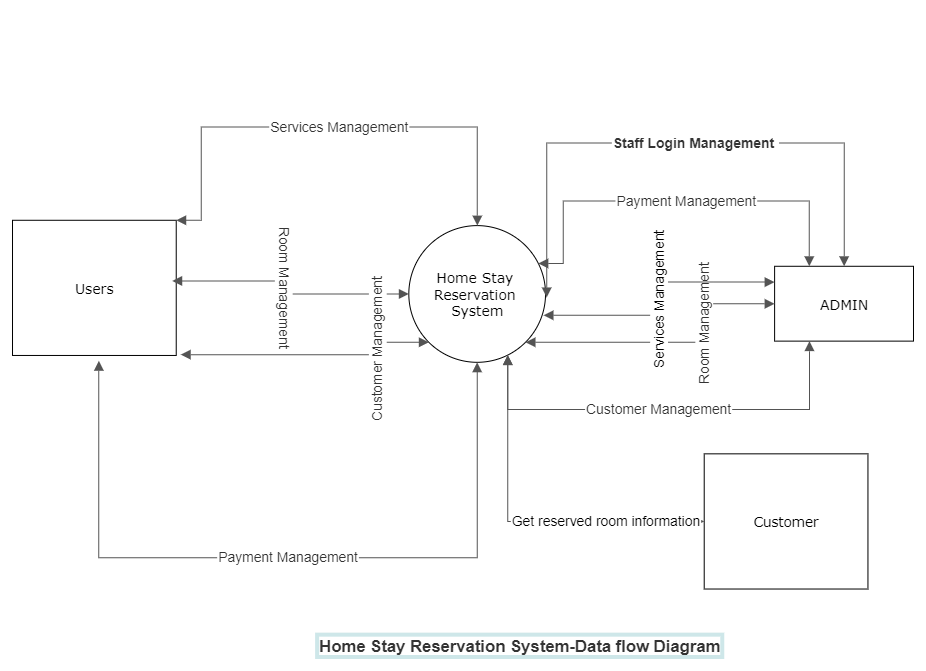 Services Management
Staff Login Management
Payment Management
Users
Room Management
Customer Management
Home Stay
Reservation
System
Services Management
Room Management
ADMIN
Customer Management
Get reserved room information
Customer
Payment Management
Home Stay Reservation System-Data flow Diagram